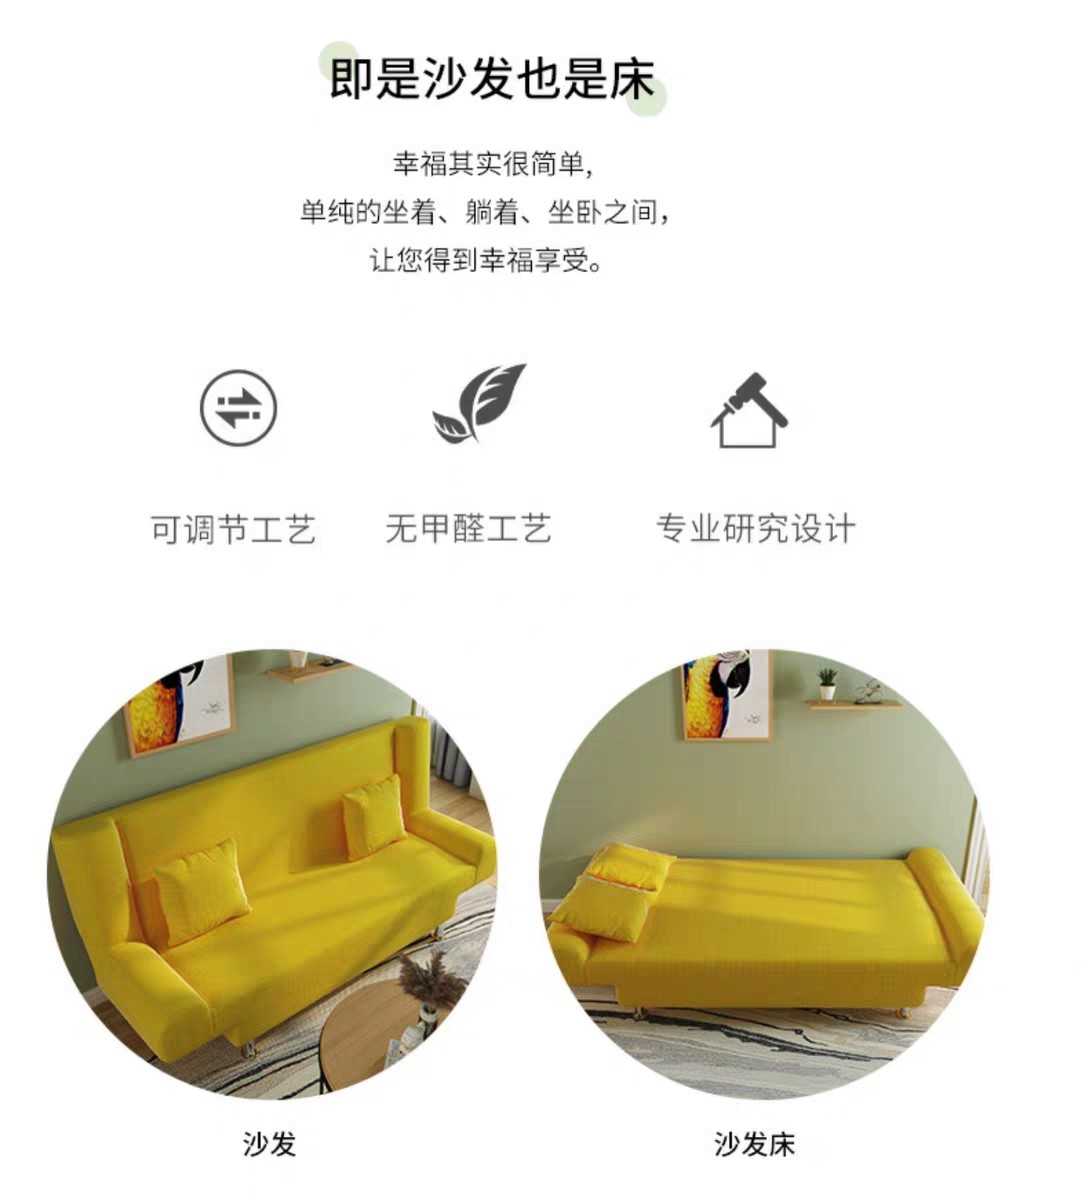 即是沙发也是床
幸福其实很简单,
单纯的坐着、躺着、坐卧之间，
让您得到幸福享受。
可调节工艺
无甲醛工艺
专业研究设计
沙发
沙发床